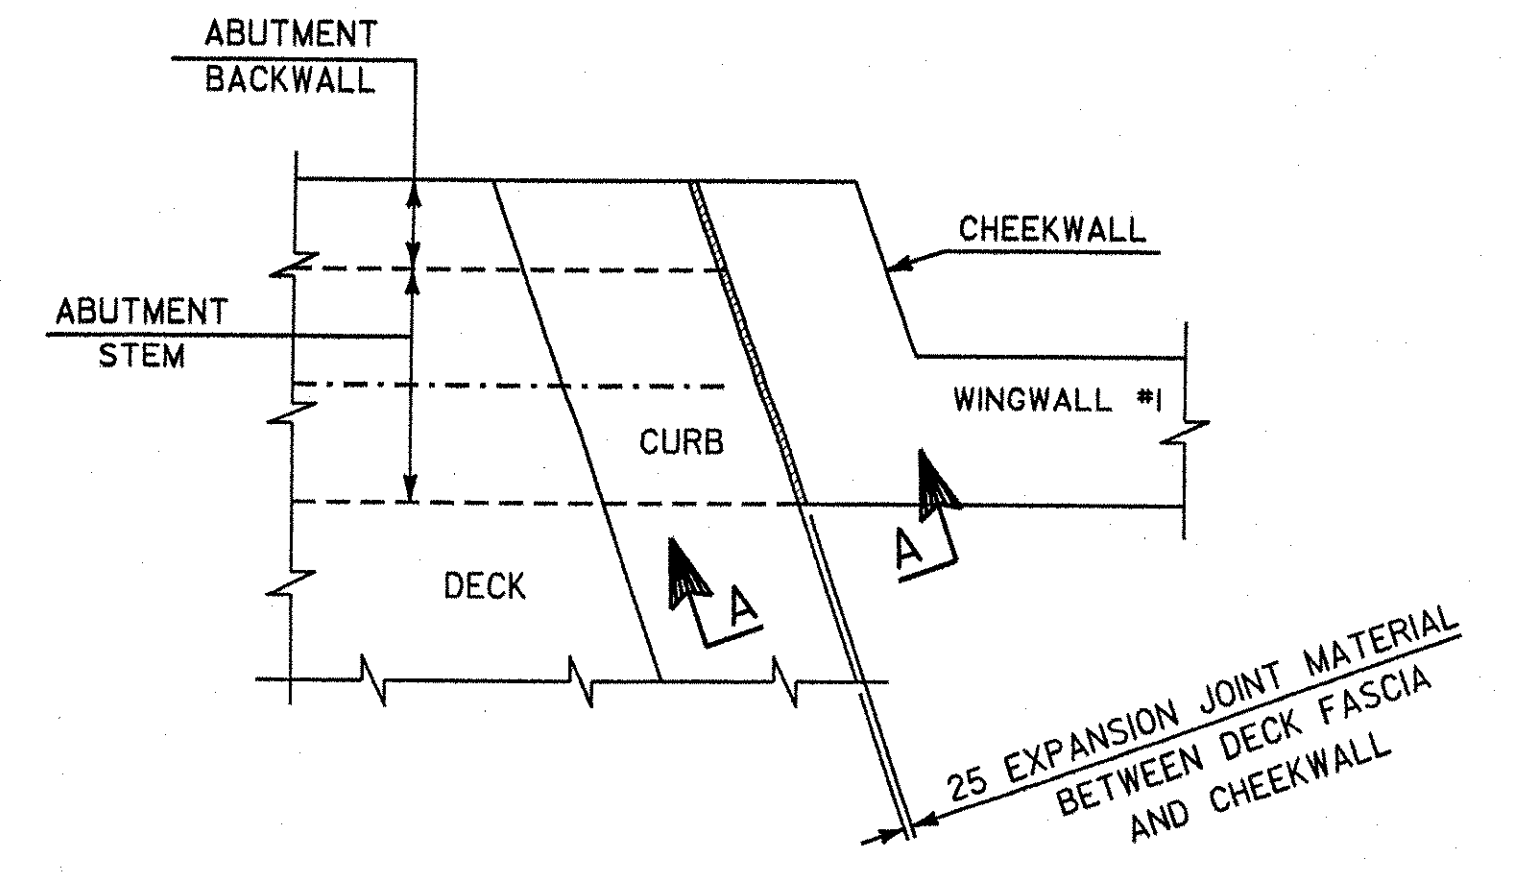 ABUTMENT
BACKWALL
CHEEKWALL
ABUTMENT
STEM
WINGWALL #1
CURB
A
DECK
A
25 EXPANSION JOINT MATERIAL
BETWEEN DECK FASCIA
AND CHEEKWALL